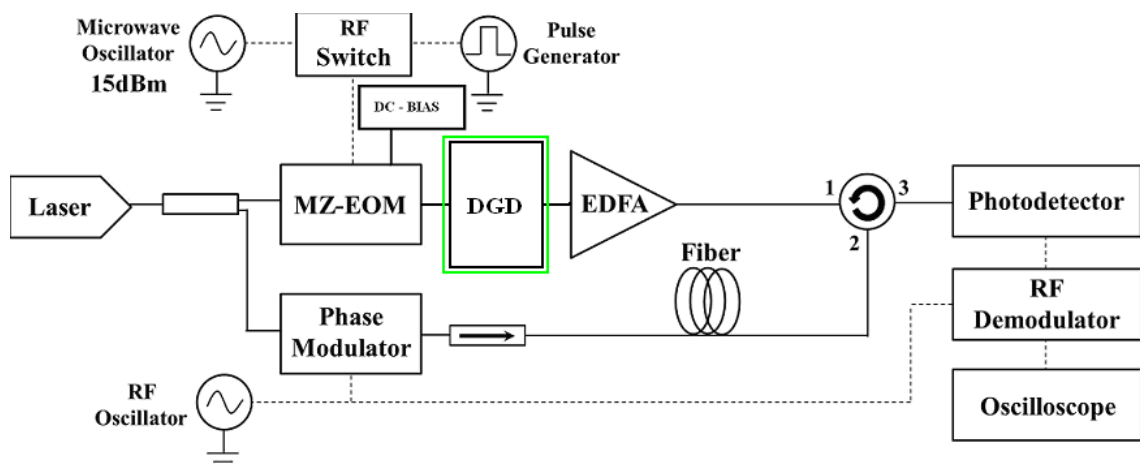 Microwave
Oscillator
15dBm
RF
Switch
Pulse
Generator
DC - BIAS
Laser
MZ-EOM
DGD
EDFA
1
3
2
Photodetector
Fiber
Phase
Modulator
RF
Demodulator
RF
Oscillator
Oscilloscope